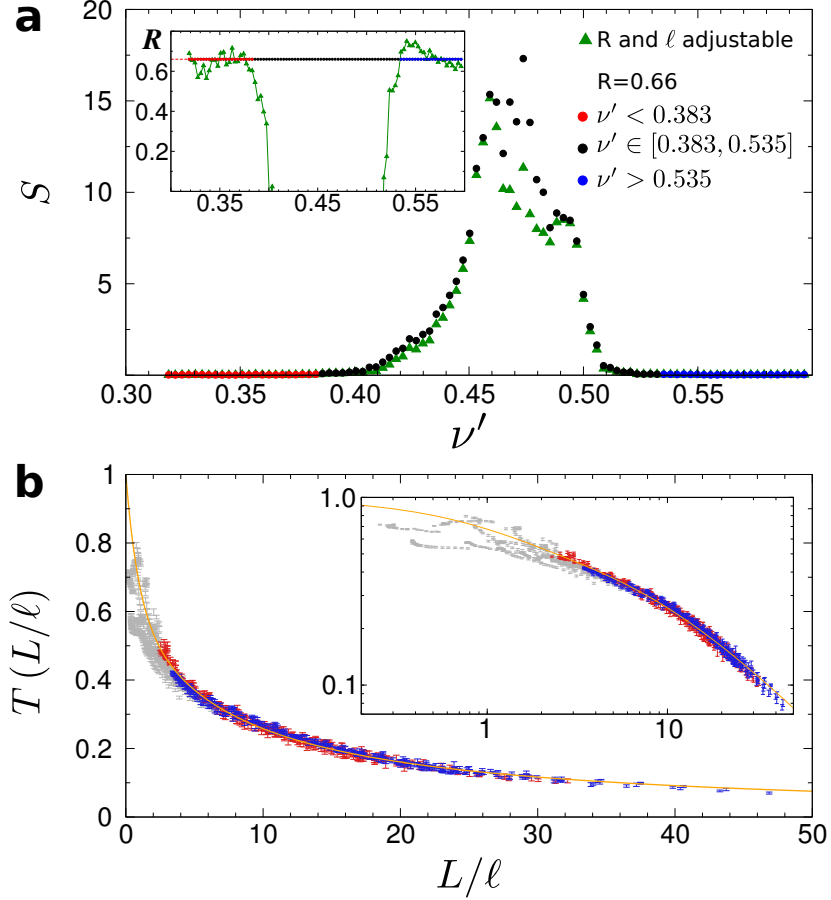 a
S
20
15
10
5
0
0.30
0.35
0.40
0.45
0.50
0.55
ν′
R
0.6
0.4
0.2
0.35
0.45
0.55
R and ℓ adjustable
R=0.66
ν′ < 0.383
ν′ ∈ [0.383, 0.535]
ν′ > 0.535
b
T (L/ℓ)
1
0.8
0.6
0.4
0.2
0
0
10
20
30
40
50
L/ℓ
1.0
0.1
1
10